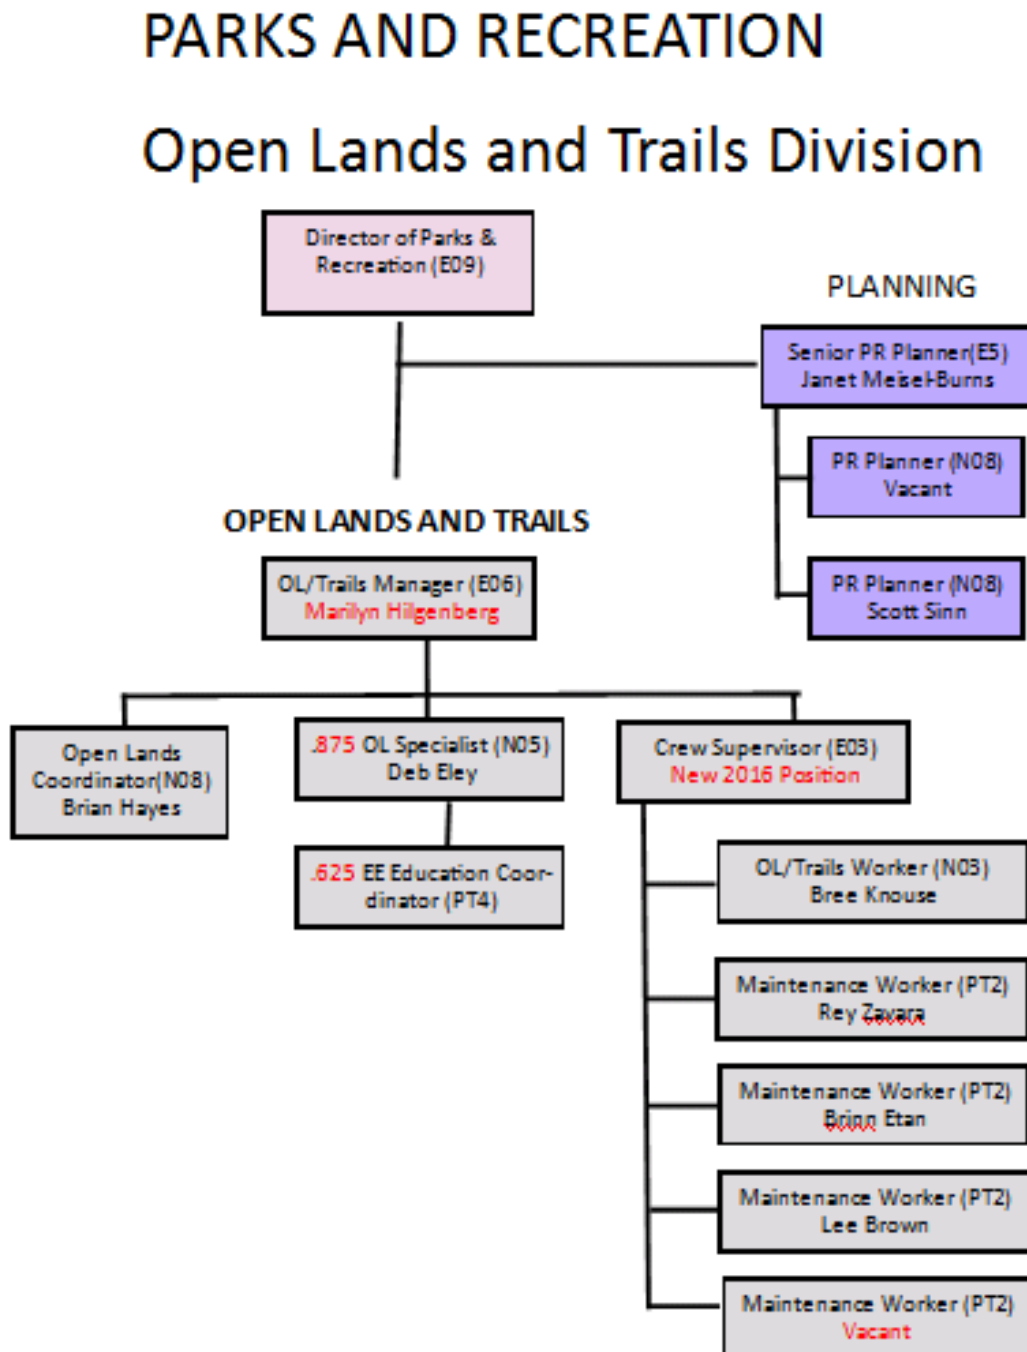 PARKS AND RECREATION
Open Lands and Trails Division
Director of Parks &
Recreation (E09)
PLANNING
Senior PR Planner(E5)
Janet Meisel-Burns
PR Planner (N08)
Vacant
PR Planner (N08)
Scott Sinn
OPEN LANDS AND TRAILS
OL/Trails Manager (E06)
Marilyn Hilgenberg
Open Lands
Coordinator(N08)
Brian Hayes
.875 OL Specialist (N05)
Deb Eley
.625 EE Education Coor-
dinator (PT4)
Crew Supervisor (E03)
New 2016 Position
OL/Trails Worker (N03)
Bree Knouse
Maintenance Worker (PT2)
Rey Zavara
Maintenance Worker (PT2)
Brinn Etan
Maintenance Worker (PT2)
Lee Brown
Maintenance Worker (PT2)
Vacant